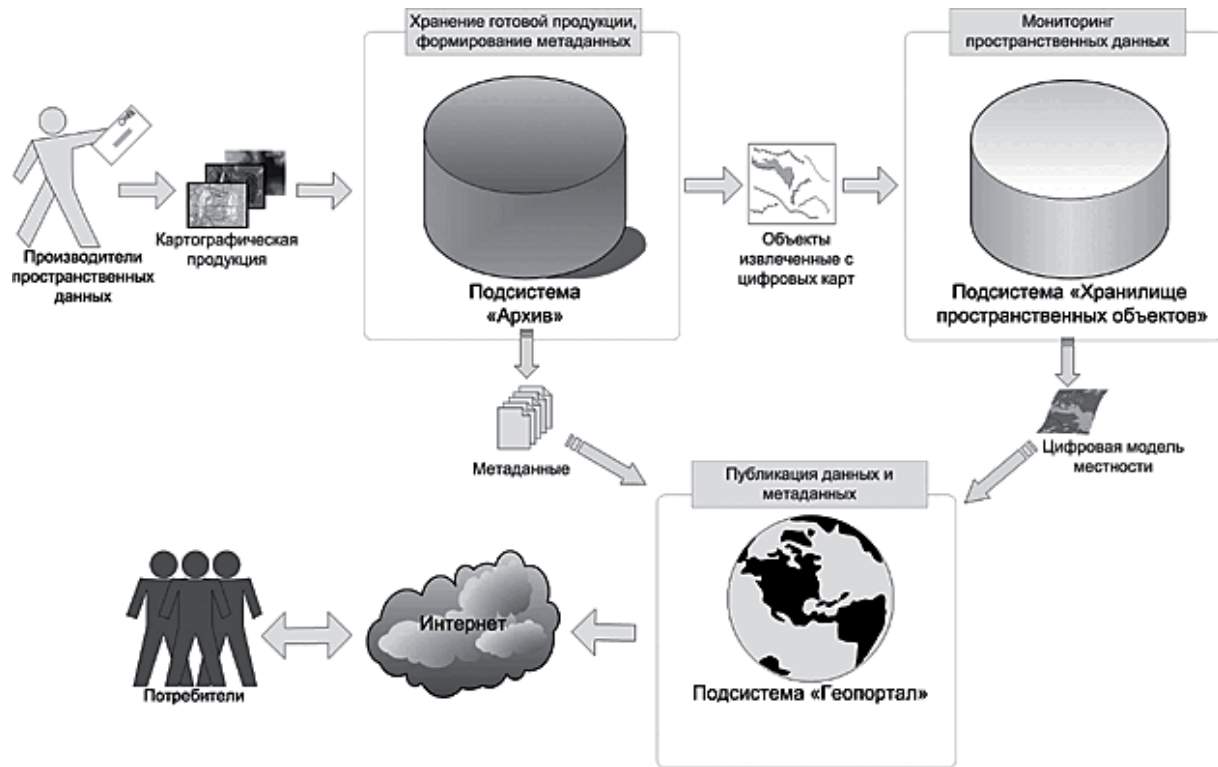 Хранение готовой продукции,
формирование метаданных
Мониторинг
пространственных данных
Производители
пространственных
данных
Картографическая
продукция
Подсистема
«Архив»
Объекты
извлеченные с
цифровых карт
Подсистема «Хранилище
пространственных объектов»
Метаданные
Цифровая модель
местности
Публикация данных и
метаданных
Потребители
Интернет
Подсистема «Геопортал»